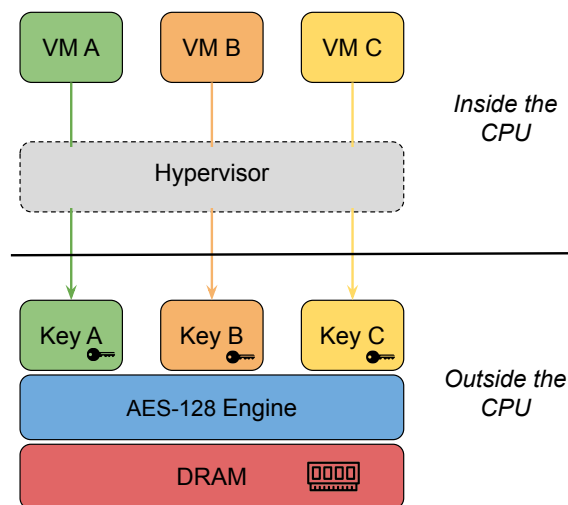 VM A
VM B
VM C
Inside the
CPU
Hypervisor
Key A
Key B
Key C
AES-128 Engine
Outside the
CPU
DRAM